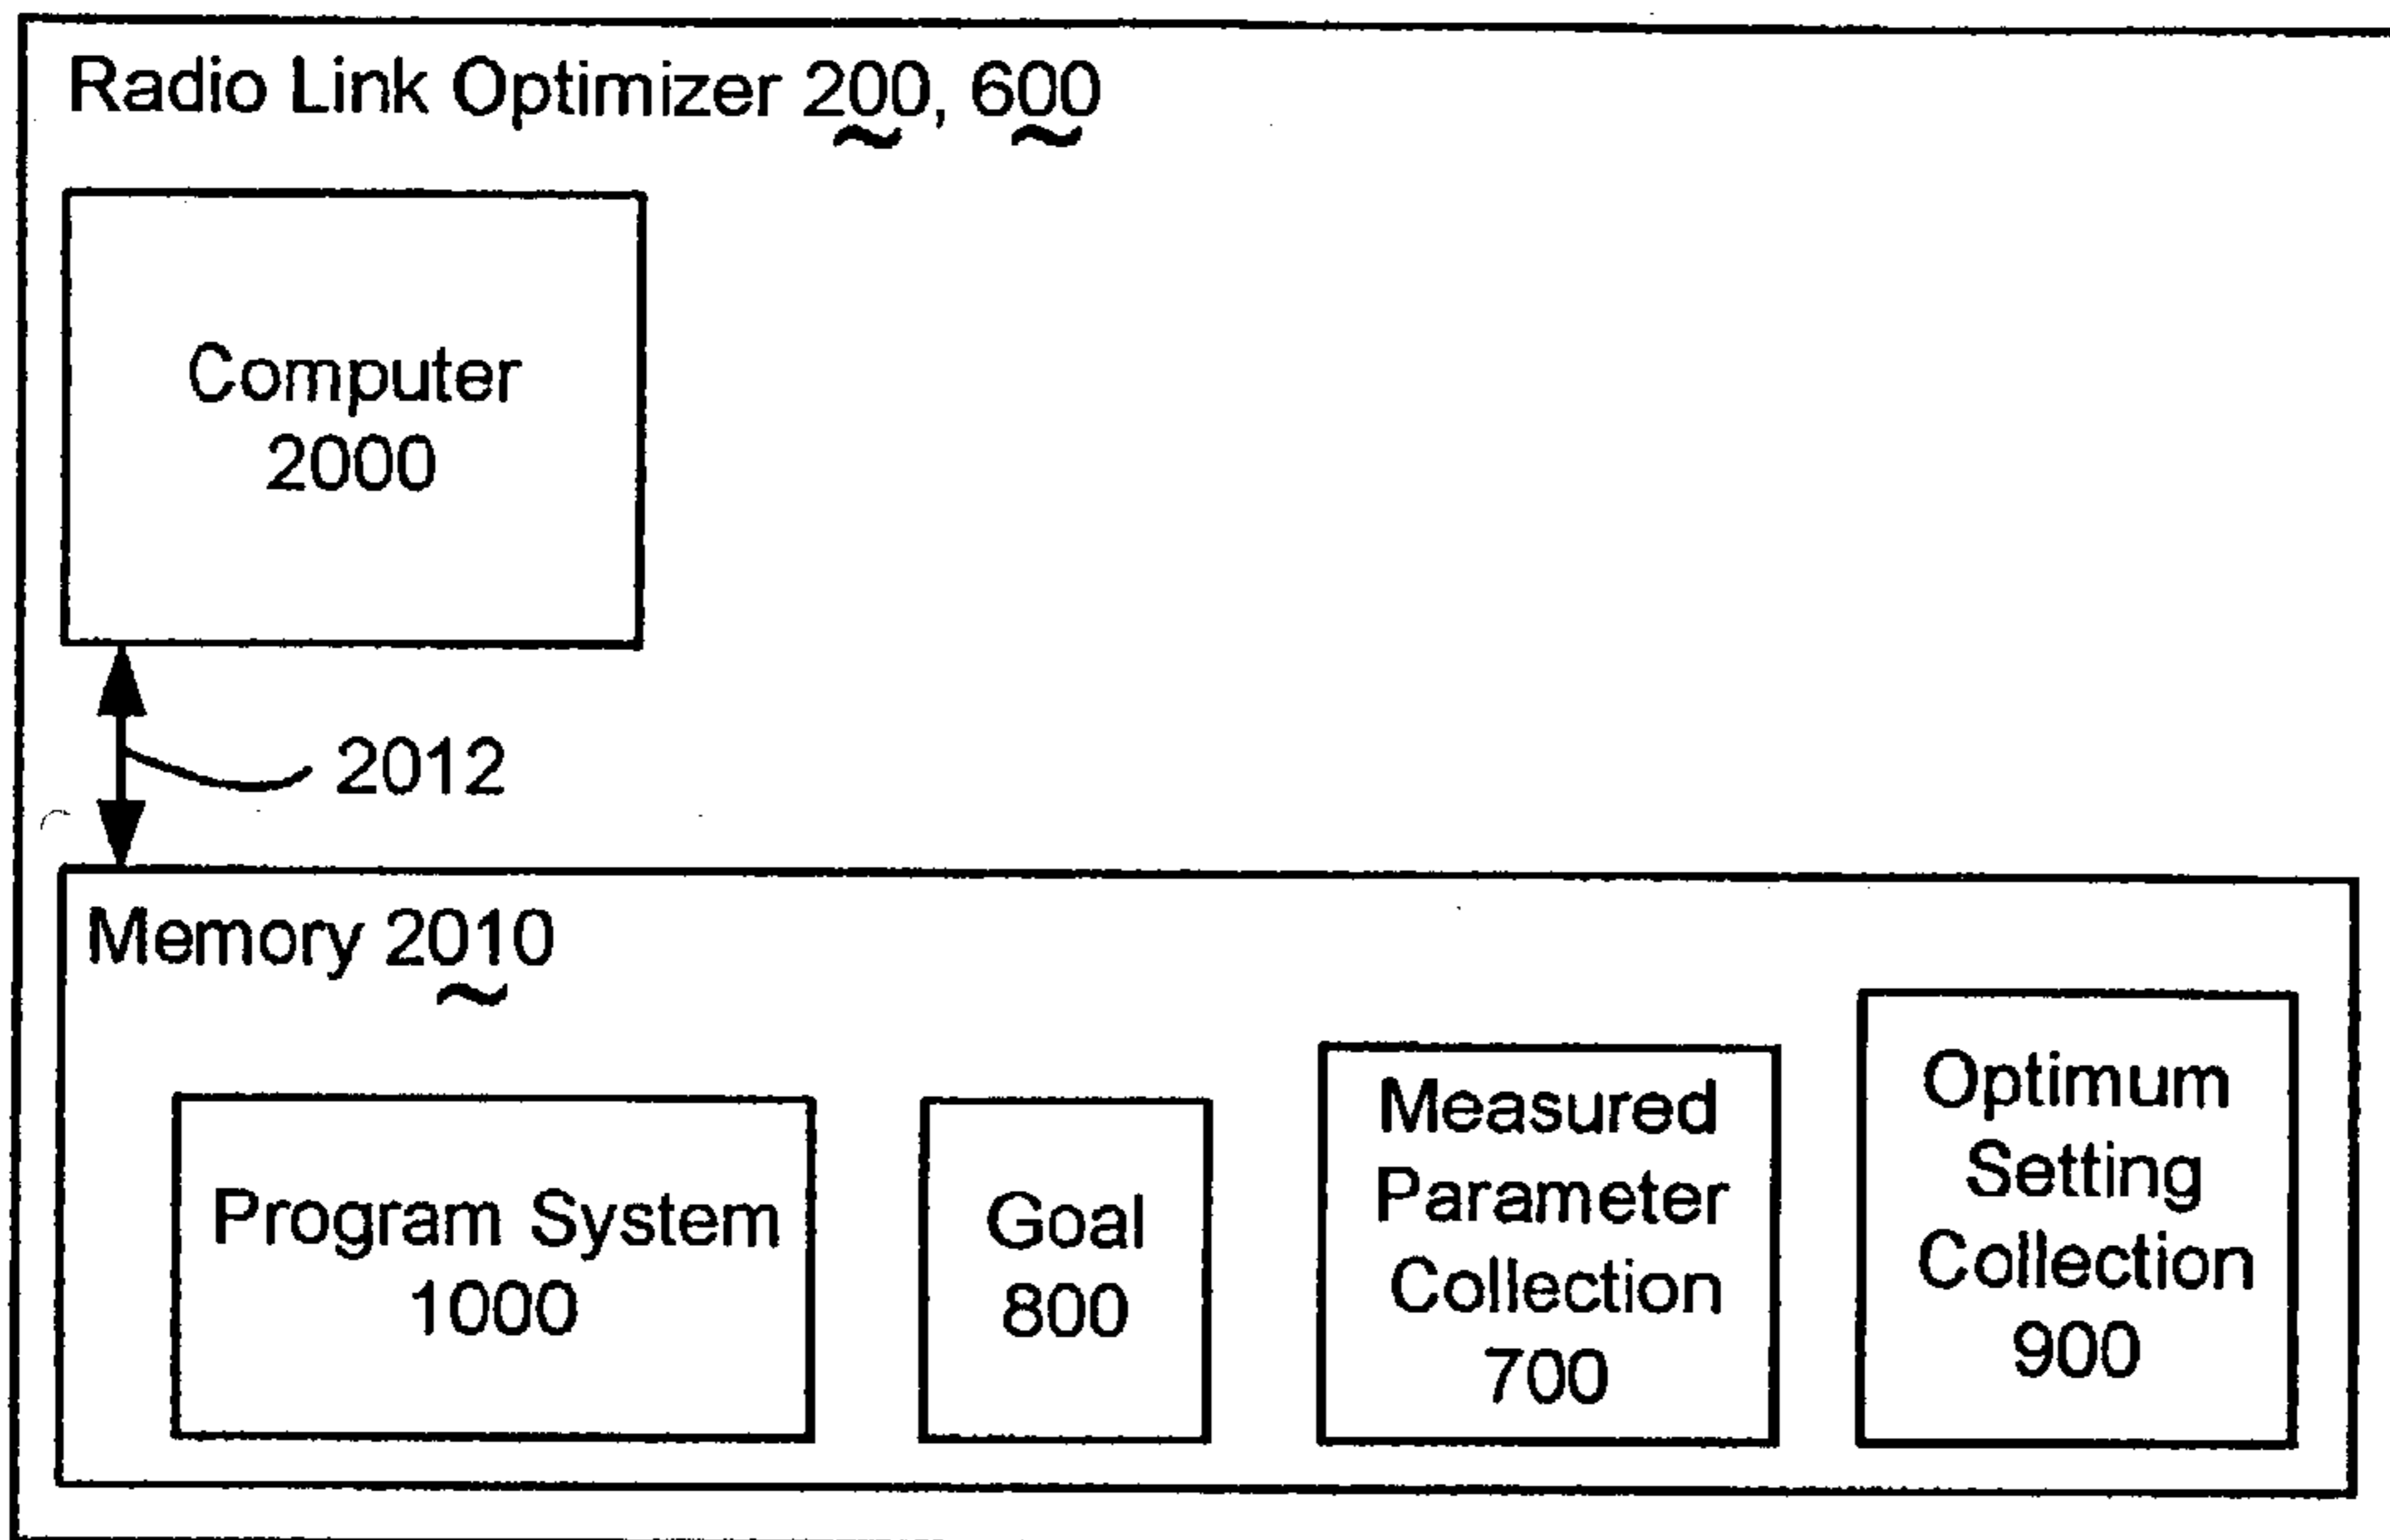 Radio Link Optimizer 200, 600
Computer
2000
2012
Memory 2010
Program System
1000
Goal
800
Measured
Parameter
Collection
700
Optimum
Setting
Collection
900